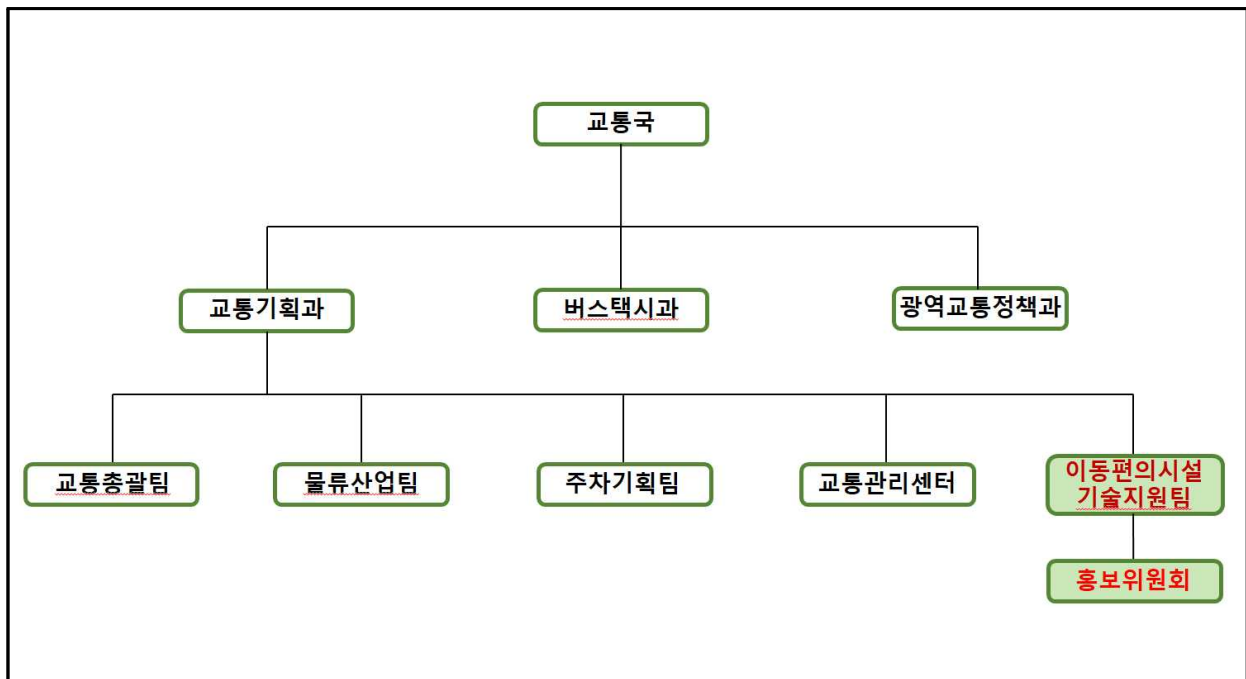 교통국
교통기획과
버스택시과
광역교통정책과
교통총괄팀
물류산업팀
주차기획팀
교통관리센터
이동편의시설
기술지원팀
홍보위원회